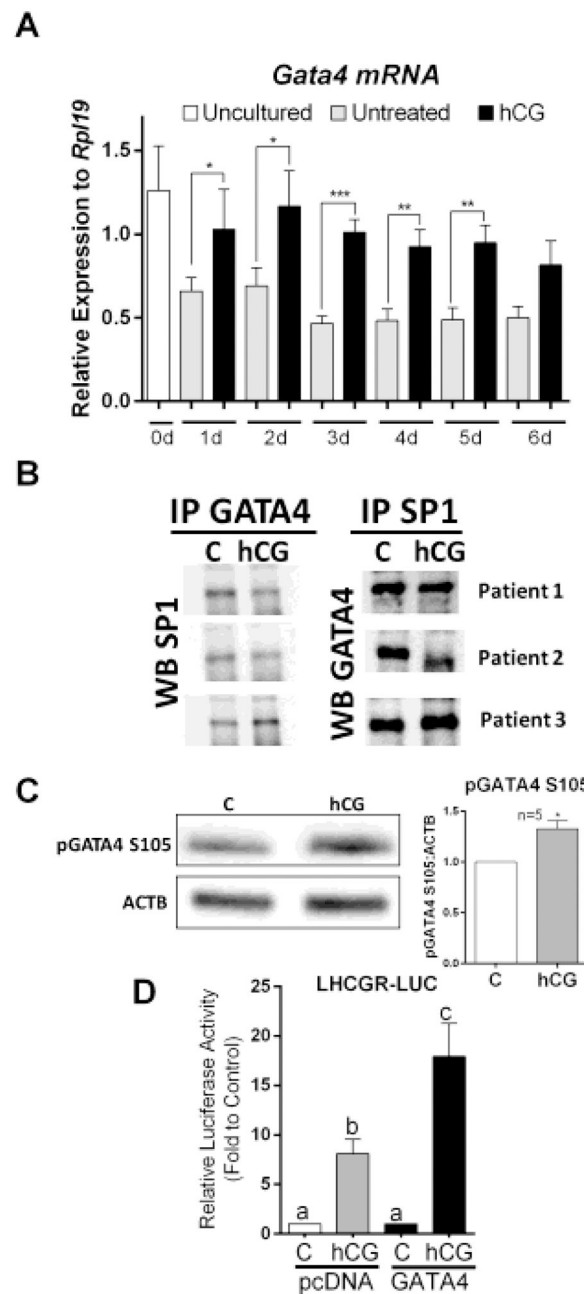 A
Gata4 mRNA
Uncultured Untreated hCG
Relative Expression to Rpl19
1.5
1.0
0.5
0.0
* * *** ** **
0d 1d 2d 3d 4d 5d 6d
B
IP GATA4 IP SP1
C hCG C hCG
WB SP1
WB GATA4
Patient 1
Patient 2
Patient 3
C
C hCG
pGATA4 S105
ACTB
pGATA4 S105
pGATA4 S105:ACTB
1.5
1.0
0.5
0.0
n=5 *
C hCG
D
LHCGR-LUC
Relative Luciferase Activity
(Fold to Control)
25
20
15
10
5
0
a b a c
C hCG C hCG
pcDNA GATA4